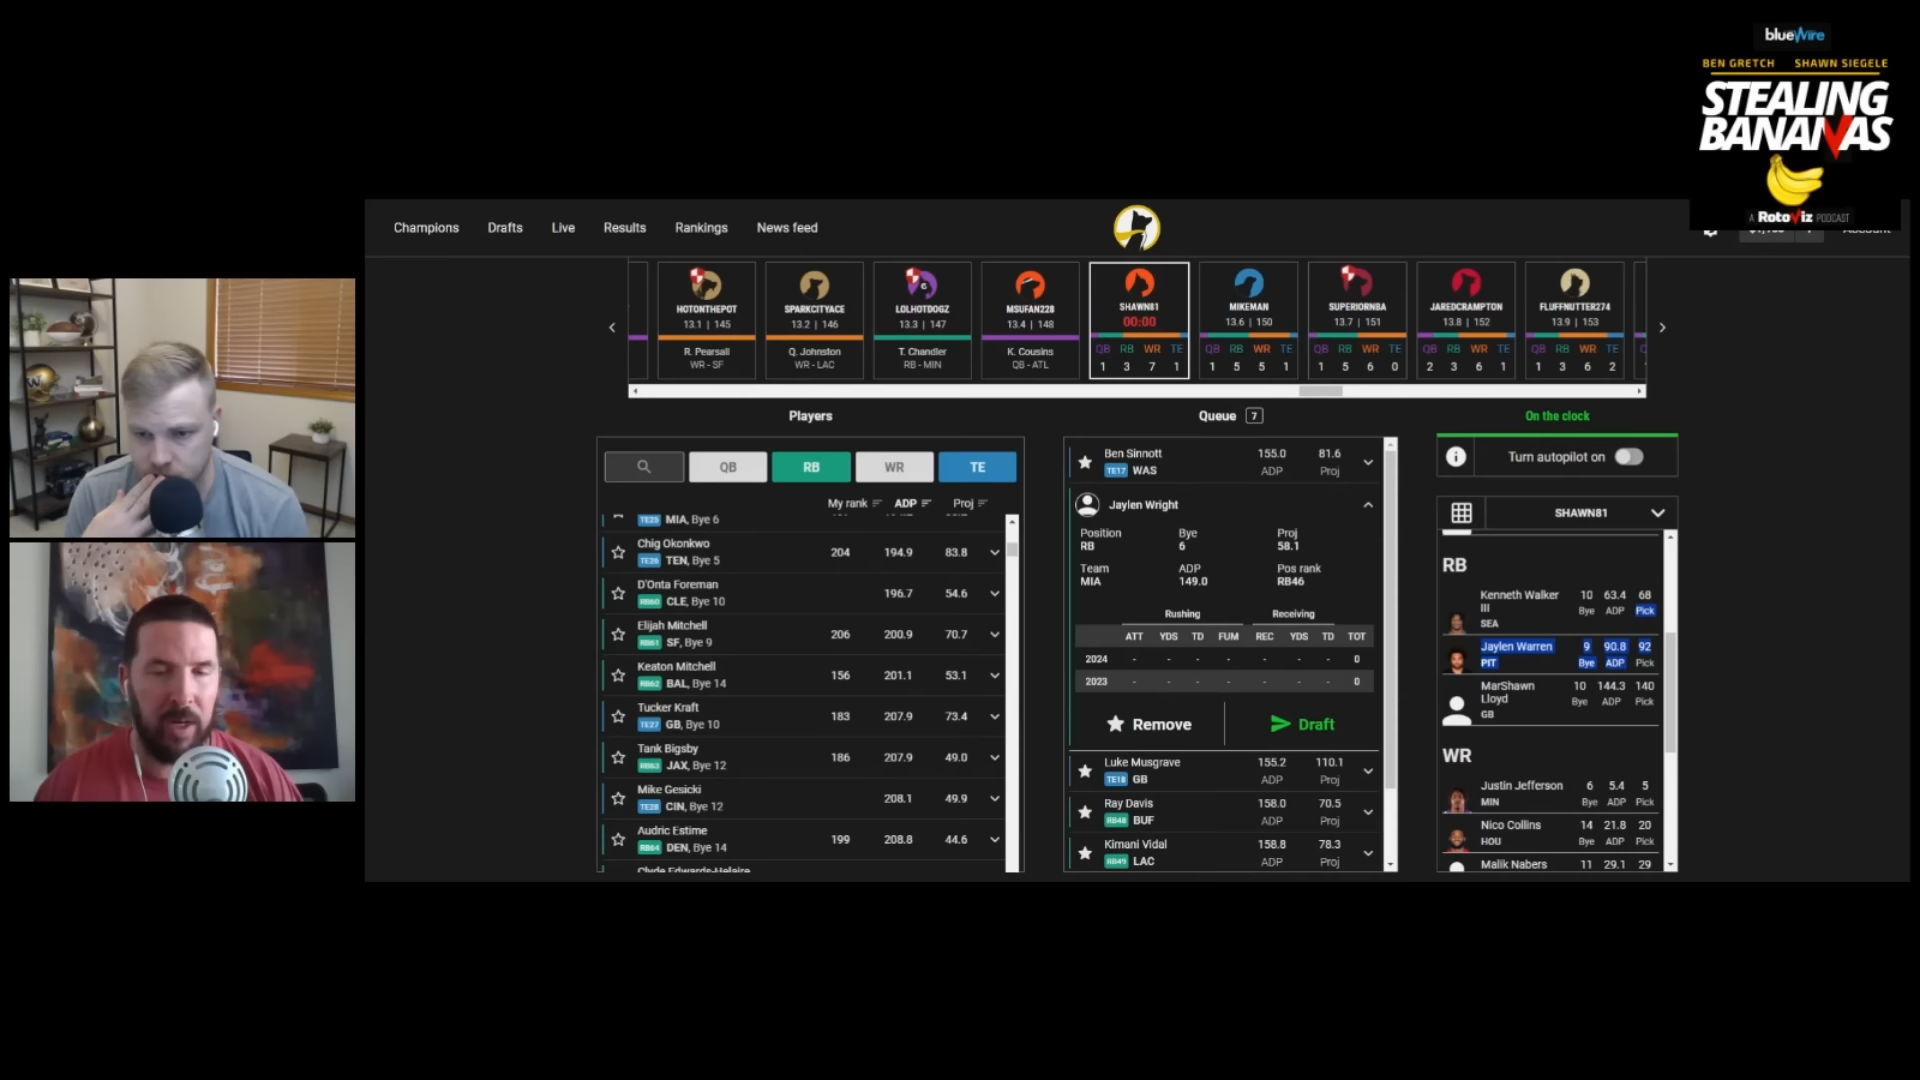 blueWire
BEN GRETCH SHAWN SIEGELE
STEALING
BANANAS
A RotoViz PODCAST
Champions Drafts Live Results Rankings News feed
HOTONTHEPOT
13.1 | 145
R. Pearsall
WR - SF
SPARKCITYACE
13.2 | 146
Q. Johnston
WR - LAC
LOLHOTDOGZ
13.3 | 147
T. Chandler
RB - MIN
MSUFAN228
13.4 | 148
K. Cousins
QB - ATL
SHAWN81
00:00
QB RB WR TE
1 3 7 1
MIKEMAN
13.6 | 150
QB RB WR TE
1 5 5 1
SUPERIORNBA
13.7 | 151
QB RB WR TE
1 5 6 0
JAREDCRAMPTON
13.8 | 152
QB RB WR TE
2 3 6 1
FLUFFNUTTER274
13.9 | 153
QB RB WR TE
1 3 6 2
Players
QB RB WR TE
My rank ADP Proj
TE25 MIA, Bye 6
Chig Okonkwo
TE26 TEN, Bye 5
204 194.9 83.8
D'Onta Foreman
RB60 CLE, Bye 10
196.7 54.6
Elijah Mitchell
RB61 SF, Bye 9
206 200.9 70.7
Keaton Mitchell
RB62 BAL, Bye 14
156 201.1 53.1
Tucker Kraft
TE27 GB, Bye 10
183 207.9 73.4
Tank Bigsby
RB63 JAX, Bye 12
186 207.9 49.0
Mike Gesicki
TE28 CIN, Bye 12
208.1 49.9
Audric Estime
RB64 DEN, Bye 14
199 208.8 44.6
Clyde Edwards-Helaire
Queue 7
Ben Sinnott 155.0 81.6
TE17 WAS ADP Proj
Jaylen Wright
Position Bye Proj
RB 6 58.1
Team ADP Pos rank
MIA 149.0 RB46
Rushing Receiving
ATT YDS TD FUM REC YDS TD TOT
2024 - - - - - - - 0
2023 - - - - - - - 0
Remove Draft
Luke Musgrave 155.2 110.1
TE18 GB ADP Proj
Ray Davis 158.0 70.5
RB48 BUF ADP Proj
Kimani Vidal 158.8 78.3
RB49 LAC ADP Proj
On the clock
Turn autopilot on
SHAWN81
RB
Kenneth Walker III 10 63.4 68
SEA Bye ADP Pick
Jaylen Warren 9 90.8 92
PIT Bye ADP Pick
MarShawn Lloyd 10 144.3 140
GB Bye ADP Pick
WR
Justin Jefferson 6 5.4 5
MIN Bye ADP Pick
Nico Collins 14 21.8 20
HOU Bye ADP Pick
Malik Nabers 11 29.1 29